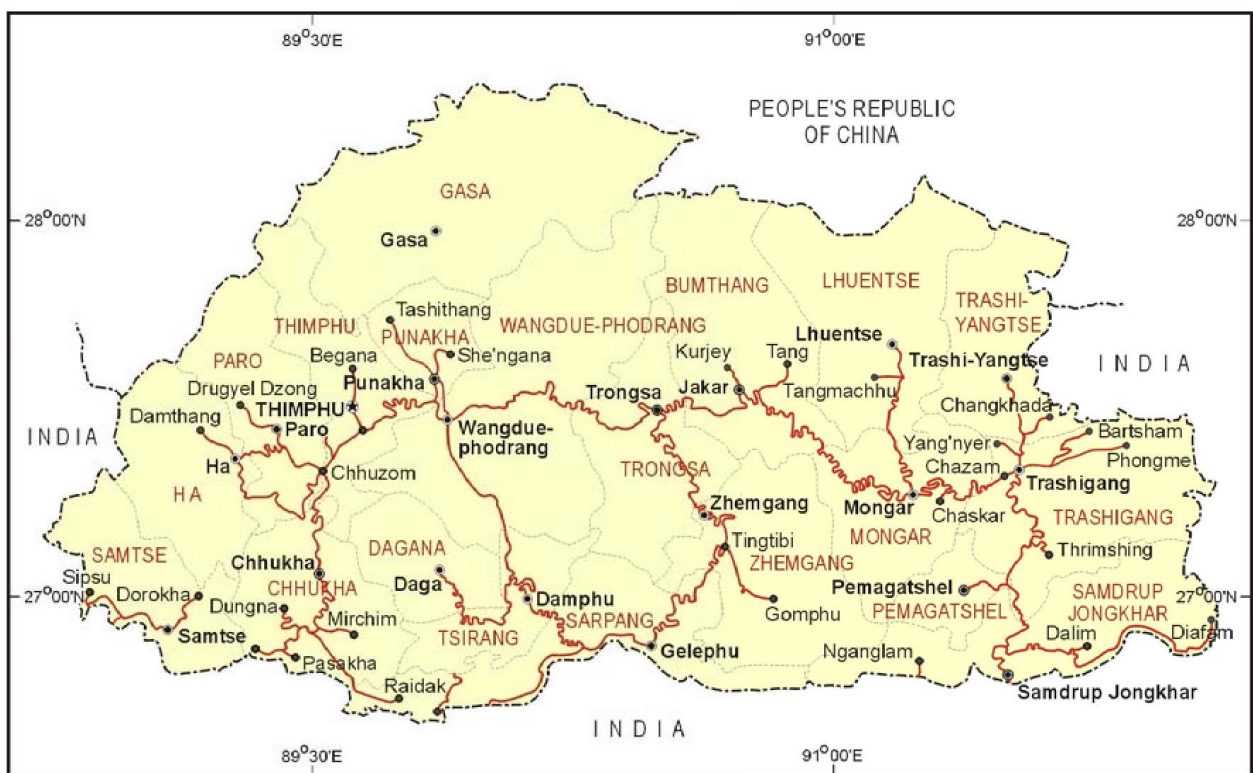 89°30'E
91°00'E
PEOPLE'S REPUBLIC
OF CHINA
GASA
28°00'N
28°00'N
Gasa
BUMTHANG
LHUENTSE
TRASHI-
YANGTSE
Tashithang
THIMPHU
PUNAKHA
WANGDUE-PHODRANG
Lhuentse
She'ngana
PARO
Begana
Kurjey
Tang
Trashi-Yangtse
INDIA
Drugyel Dzong
Punakha
Trongsa
Jakar
Tangmachhu
Damthang
THIMPHU
Changkhada
INDIA
Paro
Wangdue-
phodrang
Bartsham
Yang'nyer
Phongme
Ha
Chhuzom
TRONGSA
Chazam
Trashigang
HA
Zhemgang
Mongar
Chaskar
TRASHIGANG
MONGAR
SAMTSE
DAGANA
Tingtibi
ZHEMGANG
Thrimshing
Chhukha
Sipsu
CHHUKHA
Daga
Pemagatshel
SAMDRUP
JONGKHAR
27°00'N
Dorokha
Dungna
Damphu
Gomphu
PEMAGATSHEL
27°00'N
Mirchim
SARPANG
Samtse
TSIRANG
Dalim
Diafam
Pasakha
Gelephu
Nganglam
Raidak
Samdrup Jongkhar
INDIA
89°30'E
91°00'E